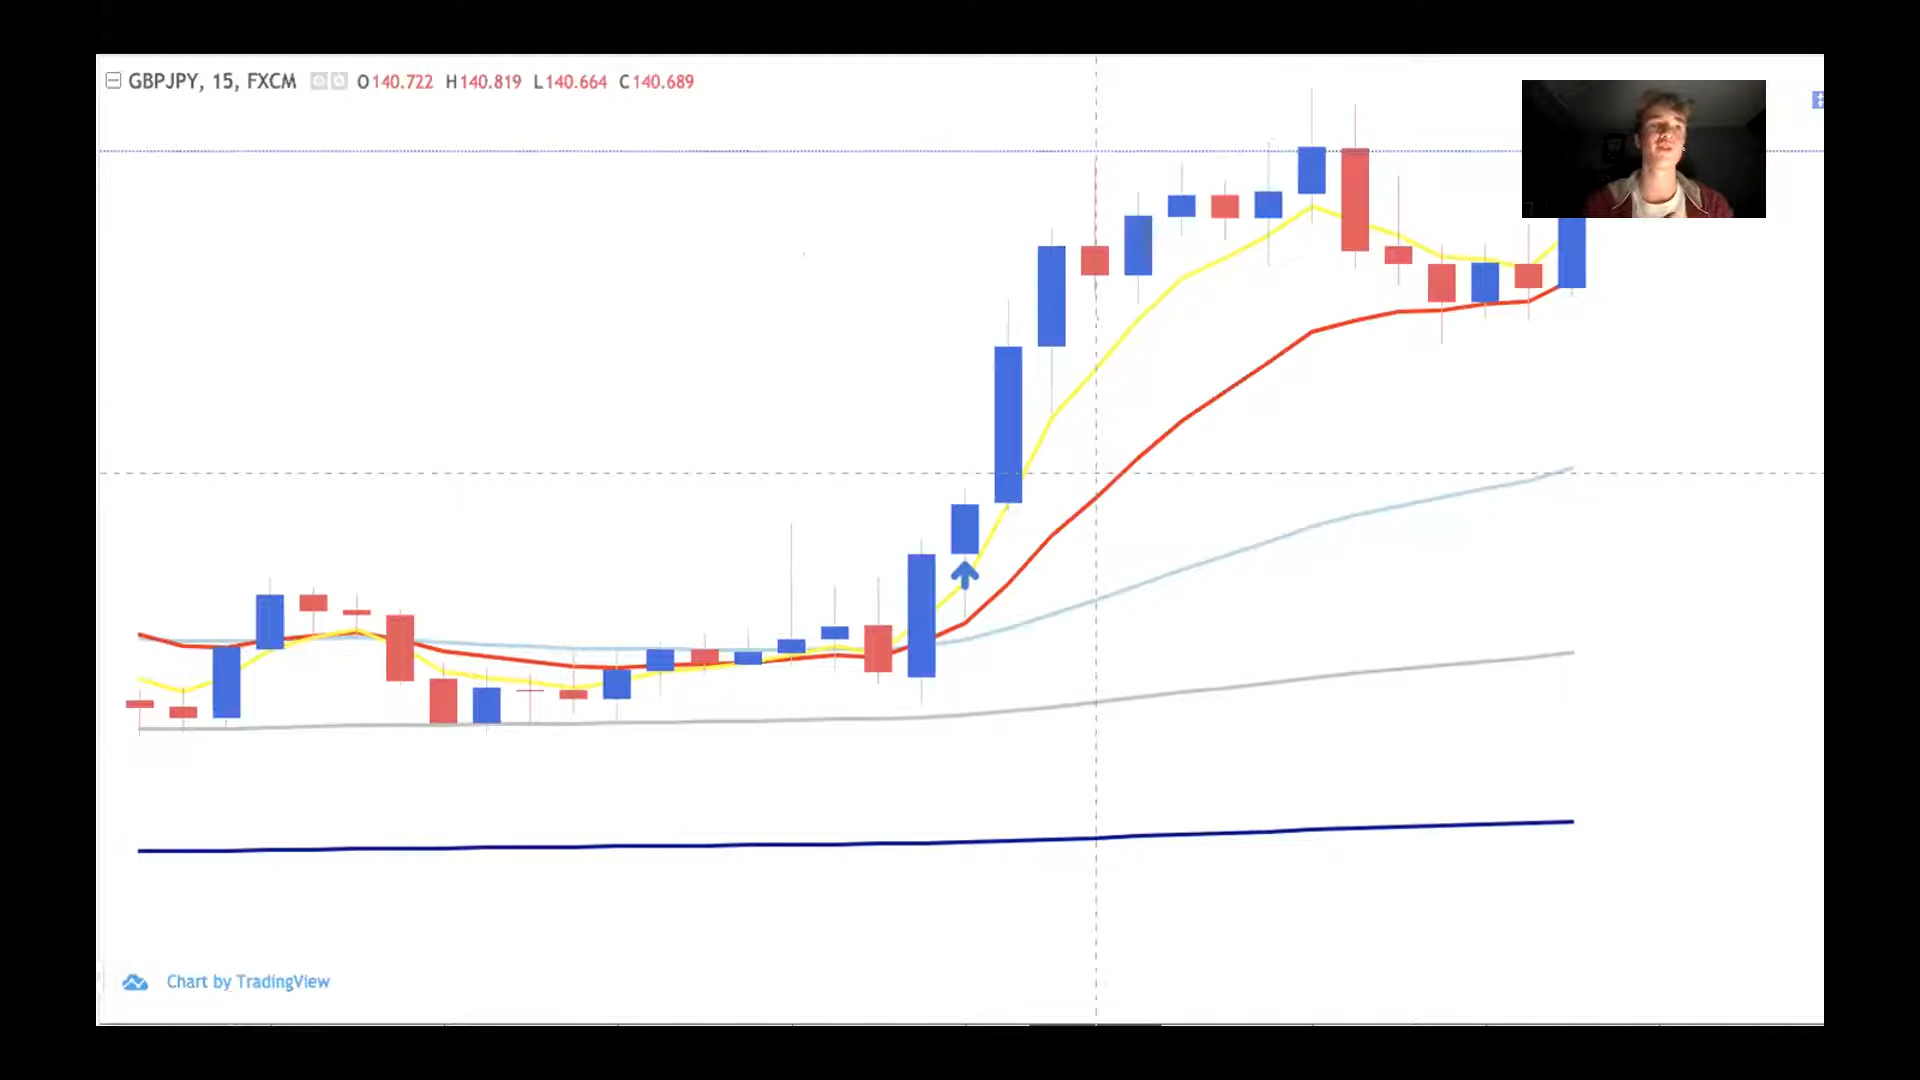 GBPJPY, 15, FXCM O140.722 H140.819 L140.664 C140.689
Chart by TradingView